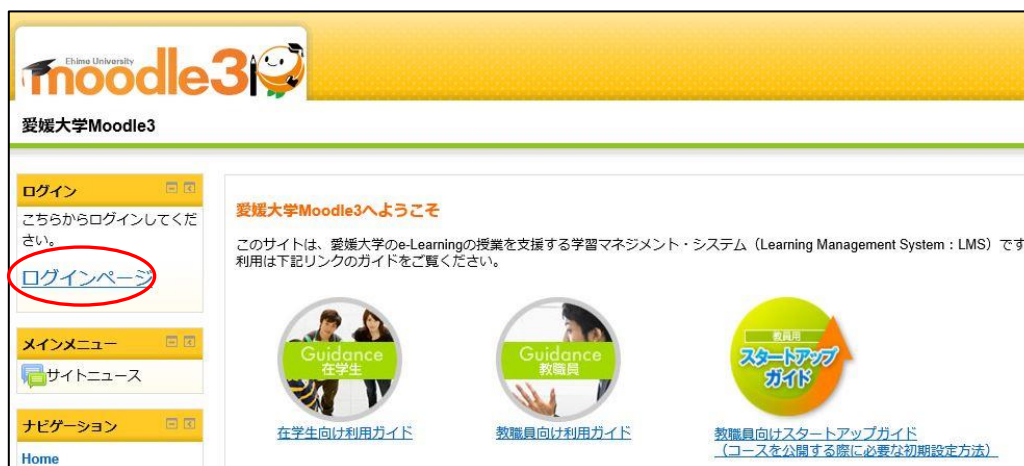 Ehime University
moodle3
愛媛大学Moodle3
ログイン
こちらからログインしてくだ
さい。
ログインページ
メインメニュー
サイトニュース
ナビゲーション
Home
愛媛大学Moodle3へようこそ
このサイトは、愛媛大学のe-Learningの授業を支援する学習マネジメント・システム（Learning Management System：LMS）です
利用は下記リンクのガイドをご覧ください。
Guidance
在学生
在学生向け利用ガイド
Guidance
教職員
教職員向け利用ガイド
教員用
スタートアップ
ガイド
教職員向けスタートアップガイド
（コースを公開する際に必要な初期設定方法）